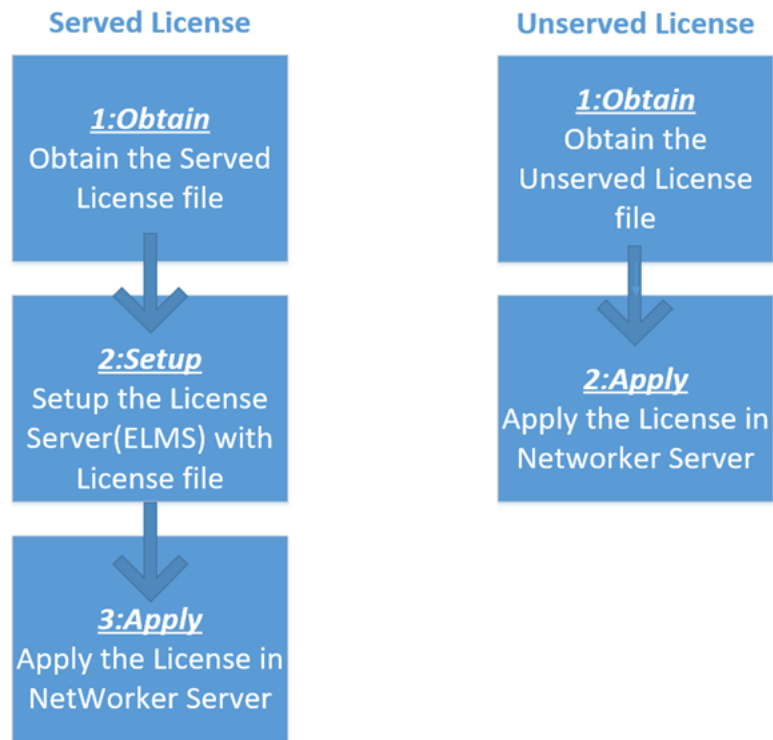 Served License
1:Obtain
Obtain the Served
License file
2:Setup
Setup the License
Server(ELMS) with
License file
3:Apply
Apply the License in
NetWorker Server
Unserved License
1:Obtain
Obtain the
Unserved License
file
2:Apply
Apply the License in
Networker Server